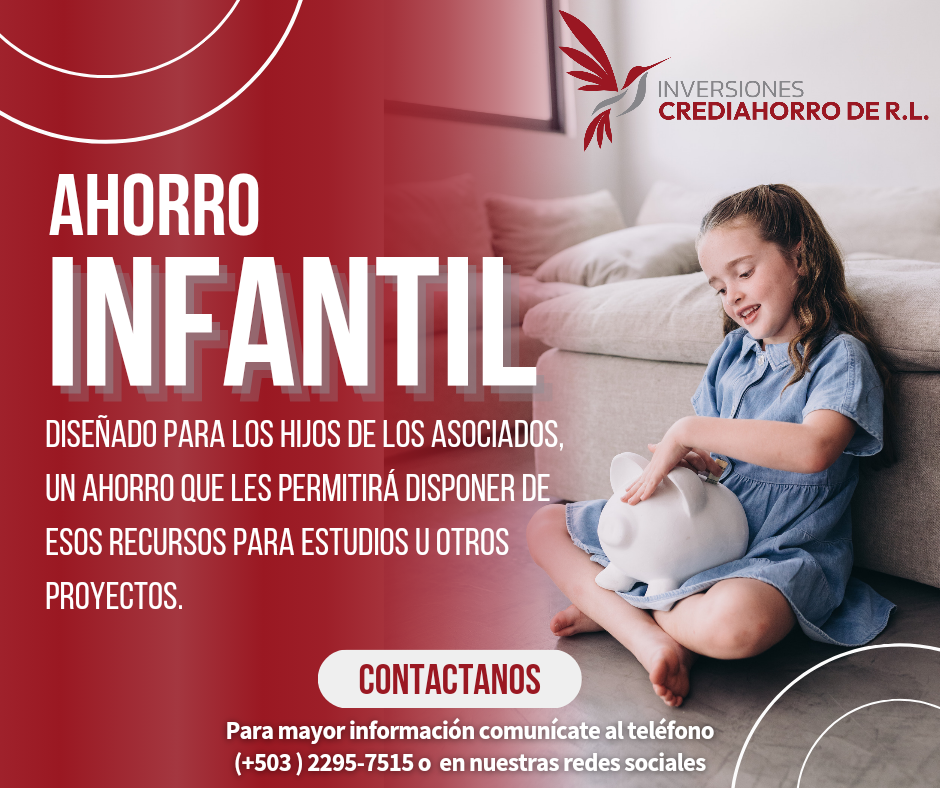 INVERSIONES
CREDIAHORRO DE R.L.
AHORRO
INFANTIL
DISEÑADO PARA LOS HIJOS DE LOS ASOCIADOS,
UN AHORRO QUE LES PERMITIRÁ DISPONER DE
ESOS RECURSOS PARA ESTUDIOS U OTROS
PROYECTOS.
CONTACTANOS
Para mayor información comunícate al teléfono
(+503 ) 2295-7515 o en nuestras redes sociales